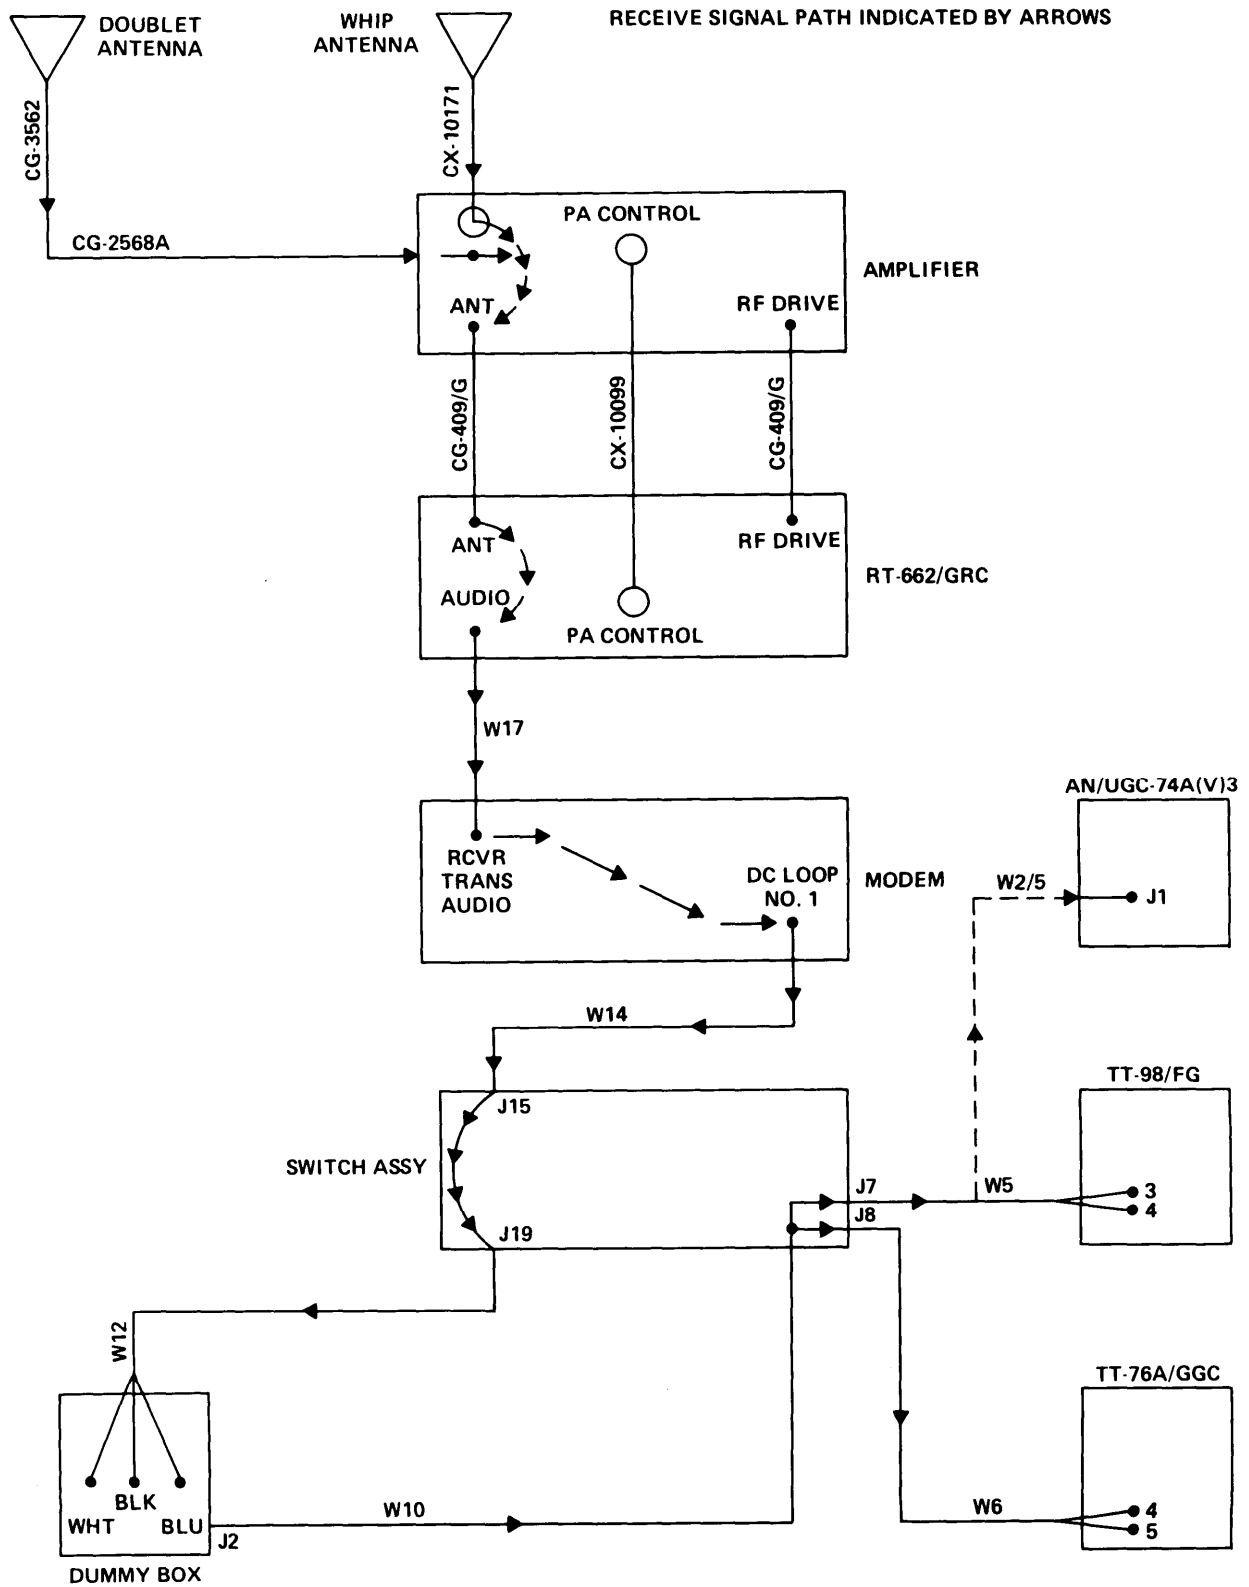 RECEIVE SIGNAL PATH INDICATED BY ARROWS
DOUBLET
ANTENNA
WHIP
ANTENNA
CG-3562
CX-10171
CG-2568A
PA CONTROL
AMPLIFIER
ANT
RF DRIVE
CG-409/G
CX-10099
CG-409/G
ANT
RF DRIVE
RT-662/GRC
AUDIO
PA CONTROL
W17
AN/UGC-74A(V)3
RCVR
TRANS
AUDIO
DC LOOP
NO. 1
MODEM
W2/5
J1
W14
TT-98/FG
J15
SWITCH ASSY
J7
W5
3
4
J8
J19
W12
TT-76A/GGC
BLK
WHT
BLU
J2
W10
W6
4
5
DUMMY BOX